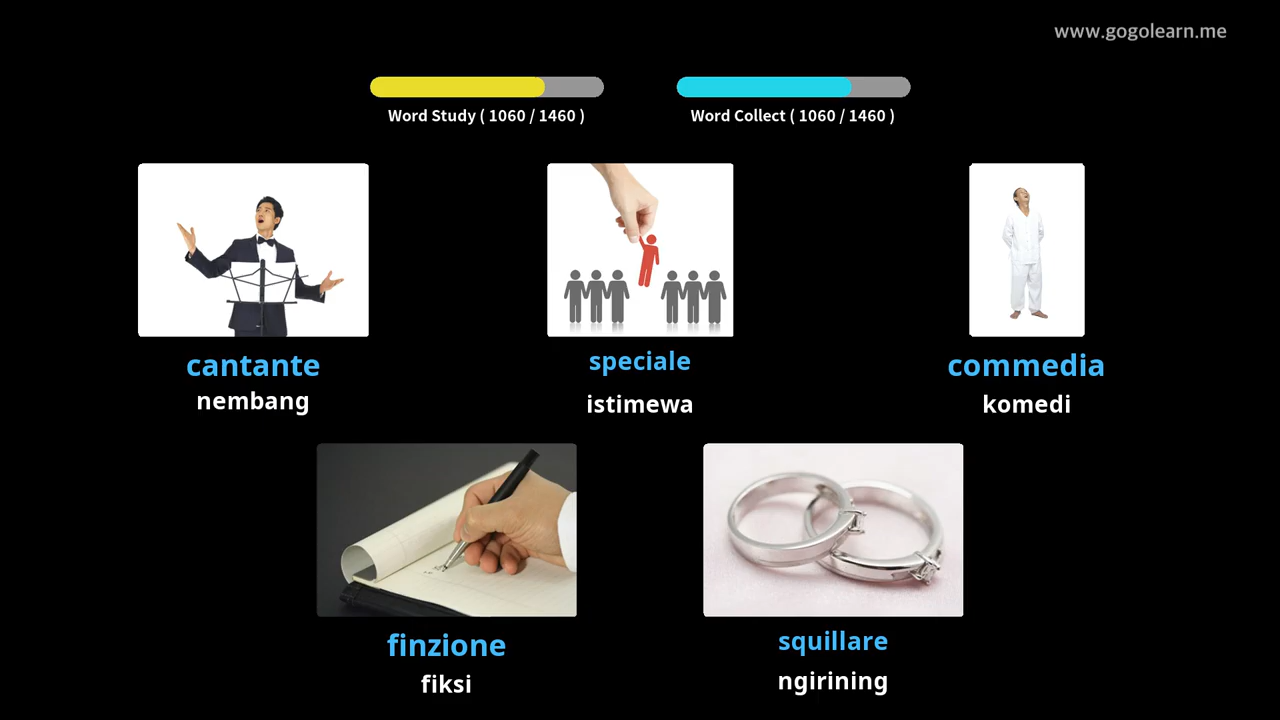 www.gogolearn.me
Word Study ( 1060 / 1460 )
Word Collect ( 1060 / 1460 )
cantante
nembang
speciale
istimewa
commedia
komedi
finzione
fiksi
squillare
ngirining